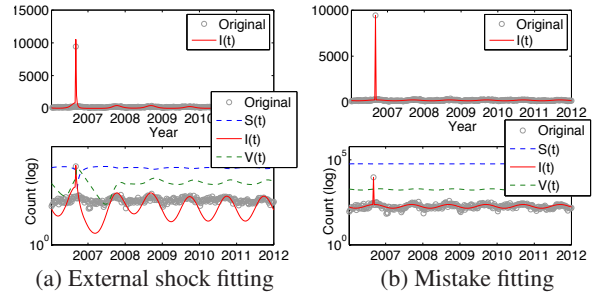 15000
10000
5000
0
Original
I(t)
2007 2008 2009 2010
Year
Original
S(t)
I(t)
V(t)
Count (log)
10^0
2007 2008 2009 2010 2011 2012
(a) External shock fitting
10000
5000
0
Original
I(t)
2007 2008 2009 2010 2011 2012
Year
Original
S(t)
I(t)
V(t)
Count (log)
10^5
10^0
2007 2008 2009 2010 2011 2012
(b) Mistake fitting